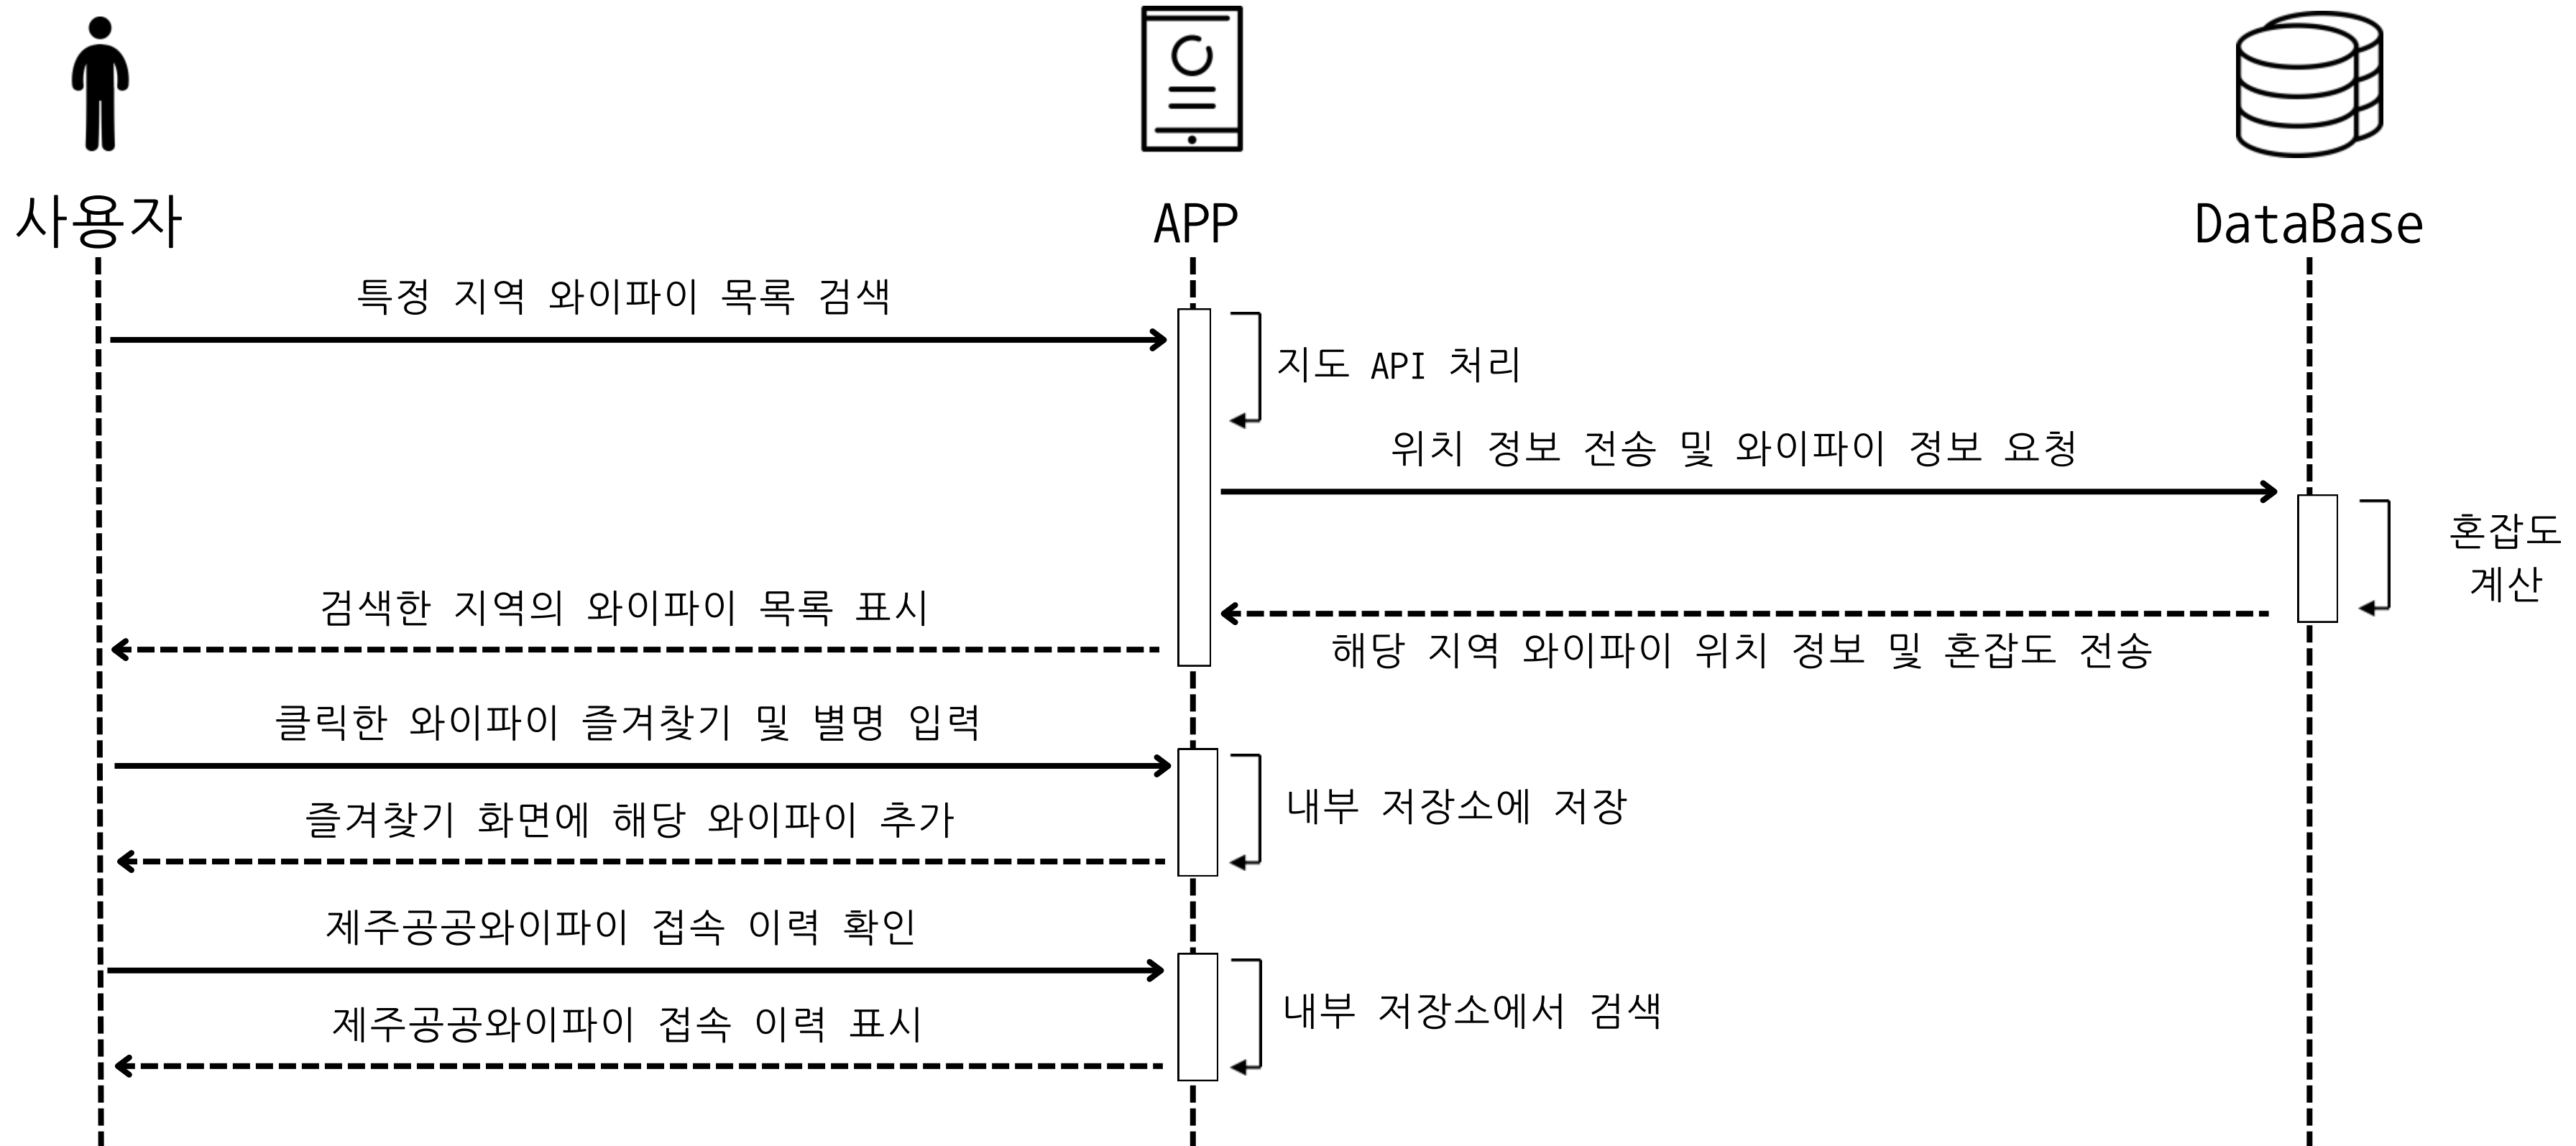 사용자
APP
DataBase
특정 지역 와이파이 목록 검색
지도 API 처리
위치 정보 전송 및 와이파이 정보 요청
혼잡도
계산
검색한 지역의 와이파이 목록 표시
해당 지역 와이파이 위치 정보 및 혼잡도 전송
클릭한 와이파이 즐겨찾기 및 별명 입력
내부 저장소에 저장
즐겨찾기 화면에 해당 와이파이 추가
제주공공와이파이 접속 이력 확인
내부 저장소에서 검색
제주공공와이파이 접속 이력 표시